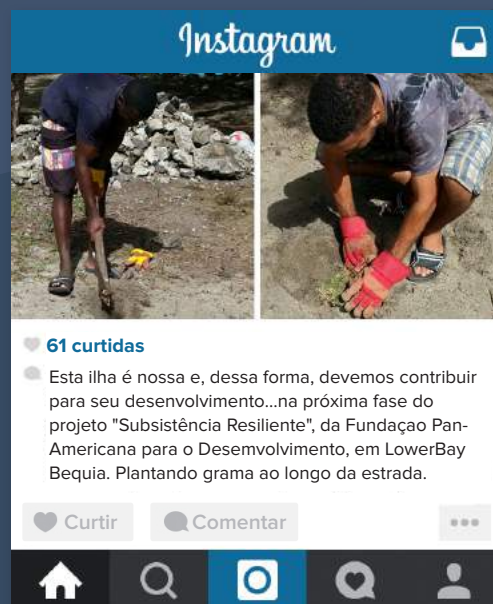 Instagram
61 curtidas
Esta ilha é nossa e, dessa forma, devemos contribuir
para seu desenvolvimento...na próxima fase do
projeto "Subsistência Resiliente", da Fundaçao Pan-
Americana para o Desemvolvimento, em LowerBay
Bequia. Plantando grama ao longo da estrada.
Curtir Comentar